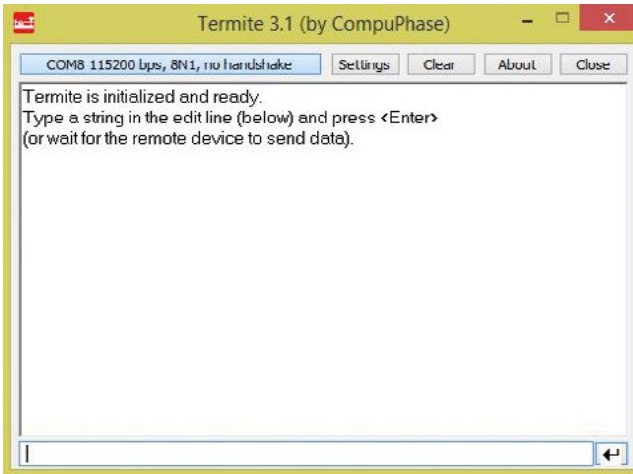 Termite 3.1 (by CompuPhase)
COM8 115200 bps, 8N1, no handshake Settings Clear About Close
Termite is initialized and ready.
Type a string in the edit line (below) and press <Enter>
(or wait for the remote device to send data).